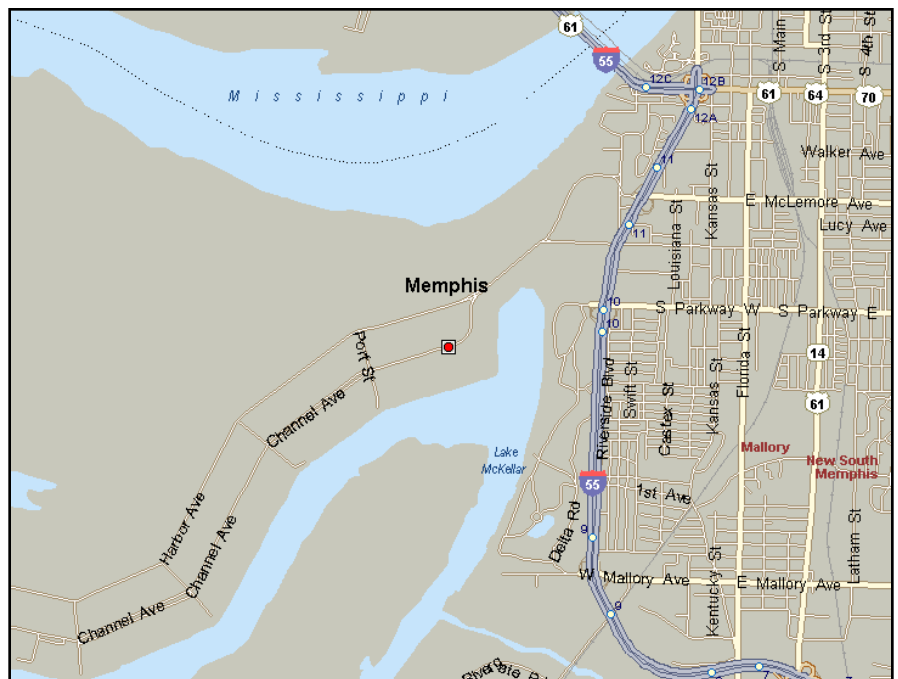 61
55
S Main
S 3rd St
S 4th St
12C
12B
61
64
70
12A
Mississippi
Walker Ave
11
Kansas St
E McLemore Ave
Louisiana St
Lucy Ave
11
Memphis
10
S Parkway W
S Parkway E
10
Port St
Florida St
14
Riverside Blvd
Swift St
Castex St
Kansas St
61
Channel Ave
Mallory
Lake
McKellar
New South
Memphis
55
1st Ave
Harbor Ave
Channel Ave
Delta Rd
9
Latham St
W Mallory Ave
E Mallory Ave
Kentucky St
9
Channel Ave
7